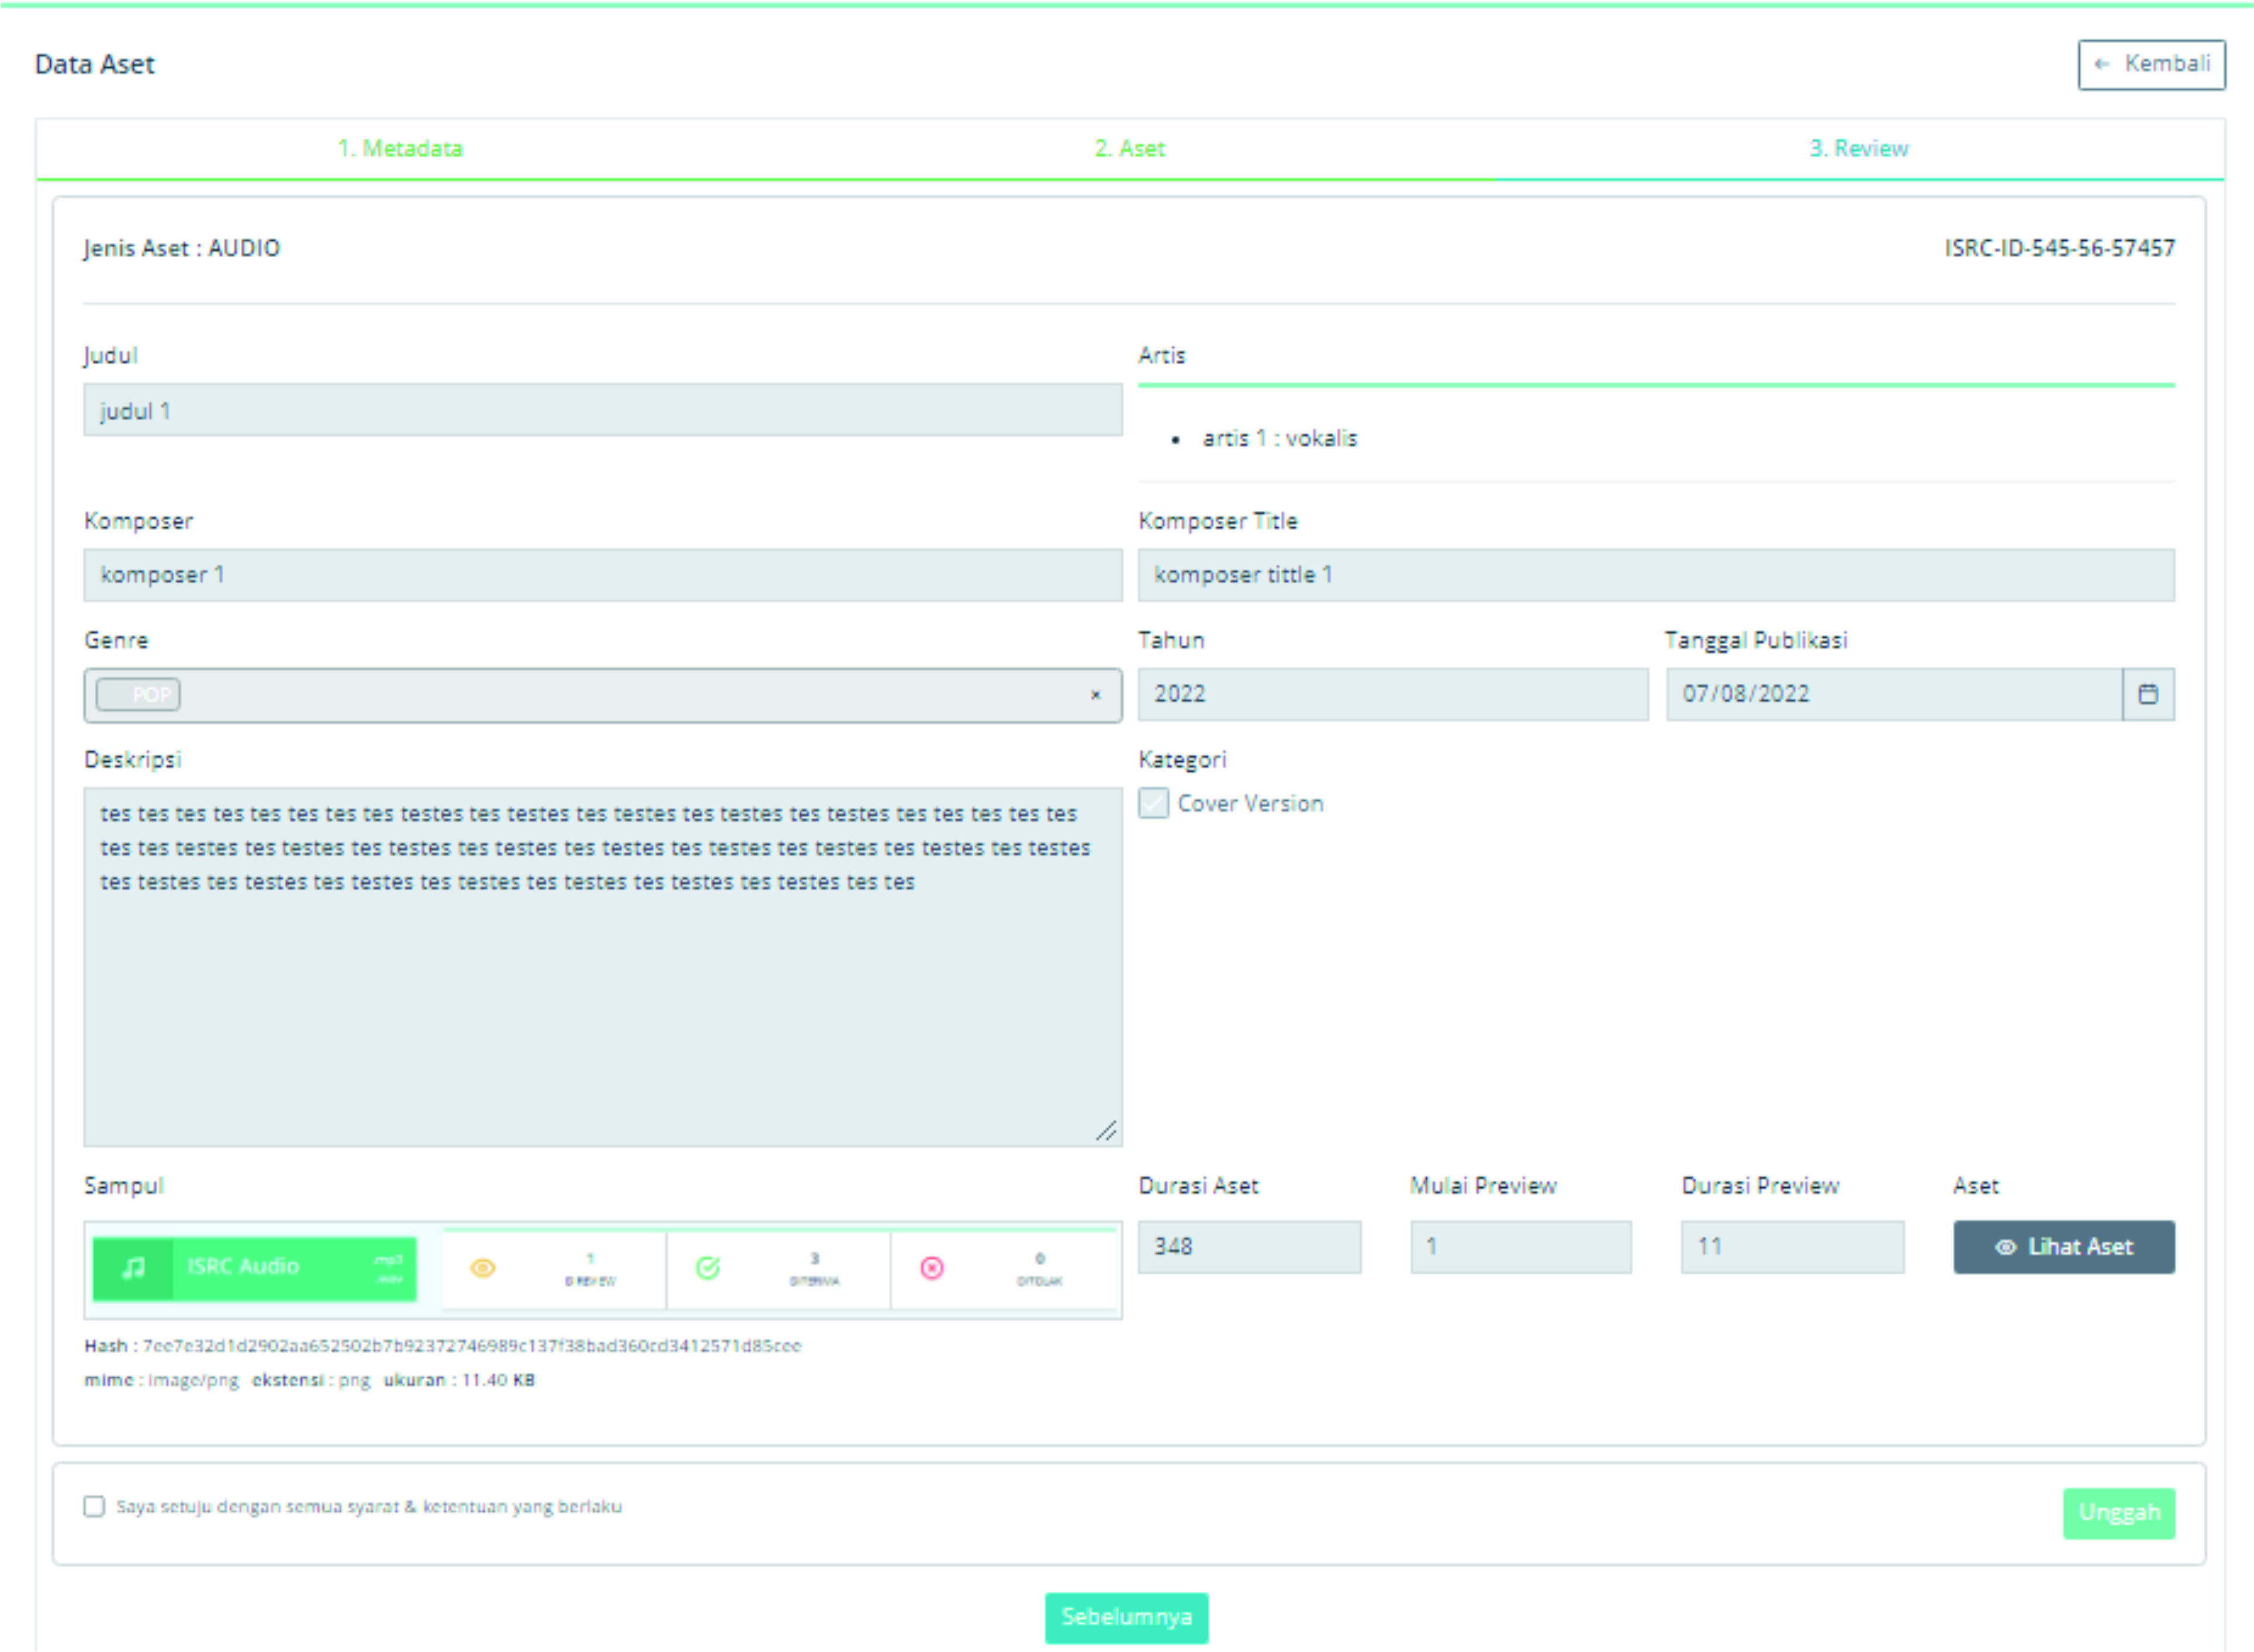 Data Aset
← Kembali
1. Metadata
2. Aset
3. Review
Jenis Aset : AUDIO
ISRC-ID-545-56-57457
Judul
Artis
judul 1
• artis 1 : vokalis
Komposer
Komposer Title
komposer 1
komposer tittle 1
Genre
Tahun
Tanggal Publikasi
POP ×
2022
07/08/2022
Deskripsi
Kategori
Cover Version
tes tes tes tes tes tes tes tes testes tes testes tes testes tes testes tes testes tes tes tes tes tes
tes tes testes tes testes tes testes tes testes tes testes tes testes tes testes tes testes tes testes
tes testes tes testes tes testes tes testes tes testes tes testes tes testes tes tes
Sampul
Durasi Aset
Mulai Preview
Durasi Preview
Aset
ISRC Audio
.mp3
.wav
1
REVIEW
3
DITERIMA
0
DITOLAK
348
1
11
Lihat Aset
Hash : 7ee7e32d1d2902aa652502b7b92372746989c137f38bad360cd3412571d85cee
mime : image/png ekstensi : png ukuran : 11.40 KB
Saya setuju dengan semua syarat & ketentuan yang berlaku
Unggah
Sebelumnya